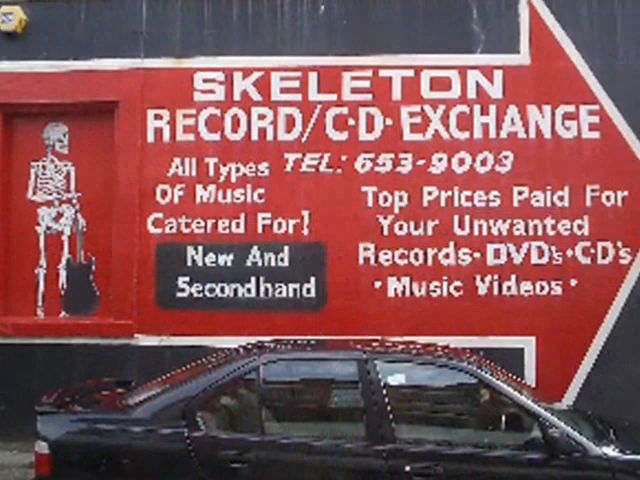 SKELETON
RECORD/C·D·EXCHANGE
All Types
Of Music
Catered For!
TEL: 653-9003
New And
Secondhand
Top Prices Paid For
Your Unwanted
Records·DVD's·CD's
·Music Videos·